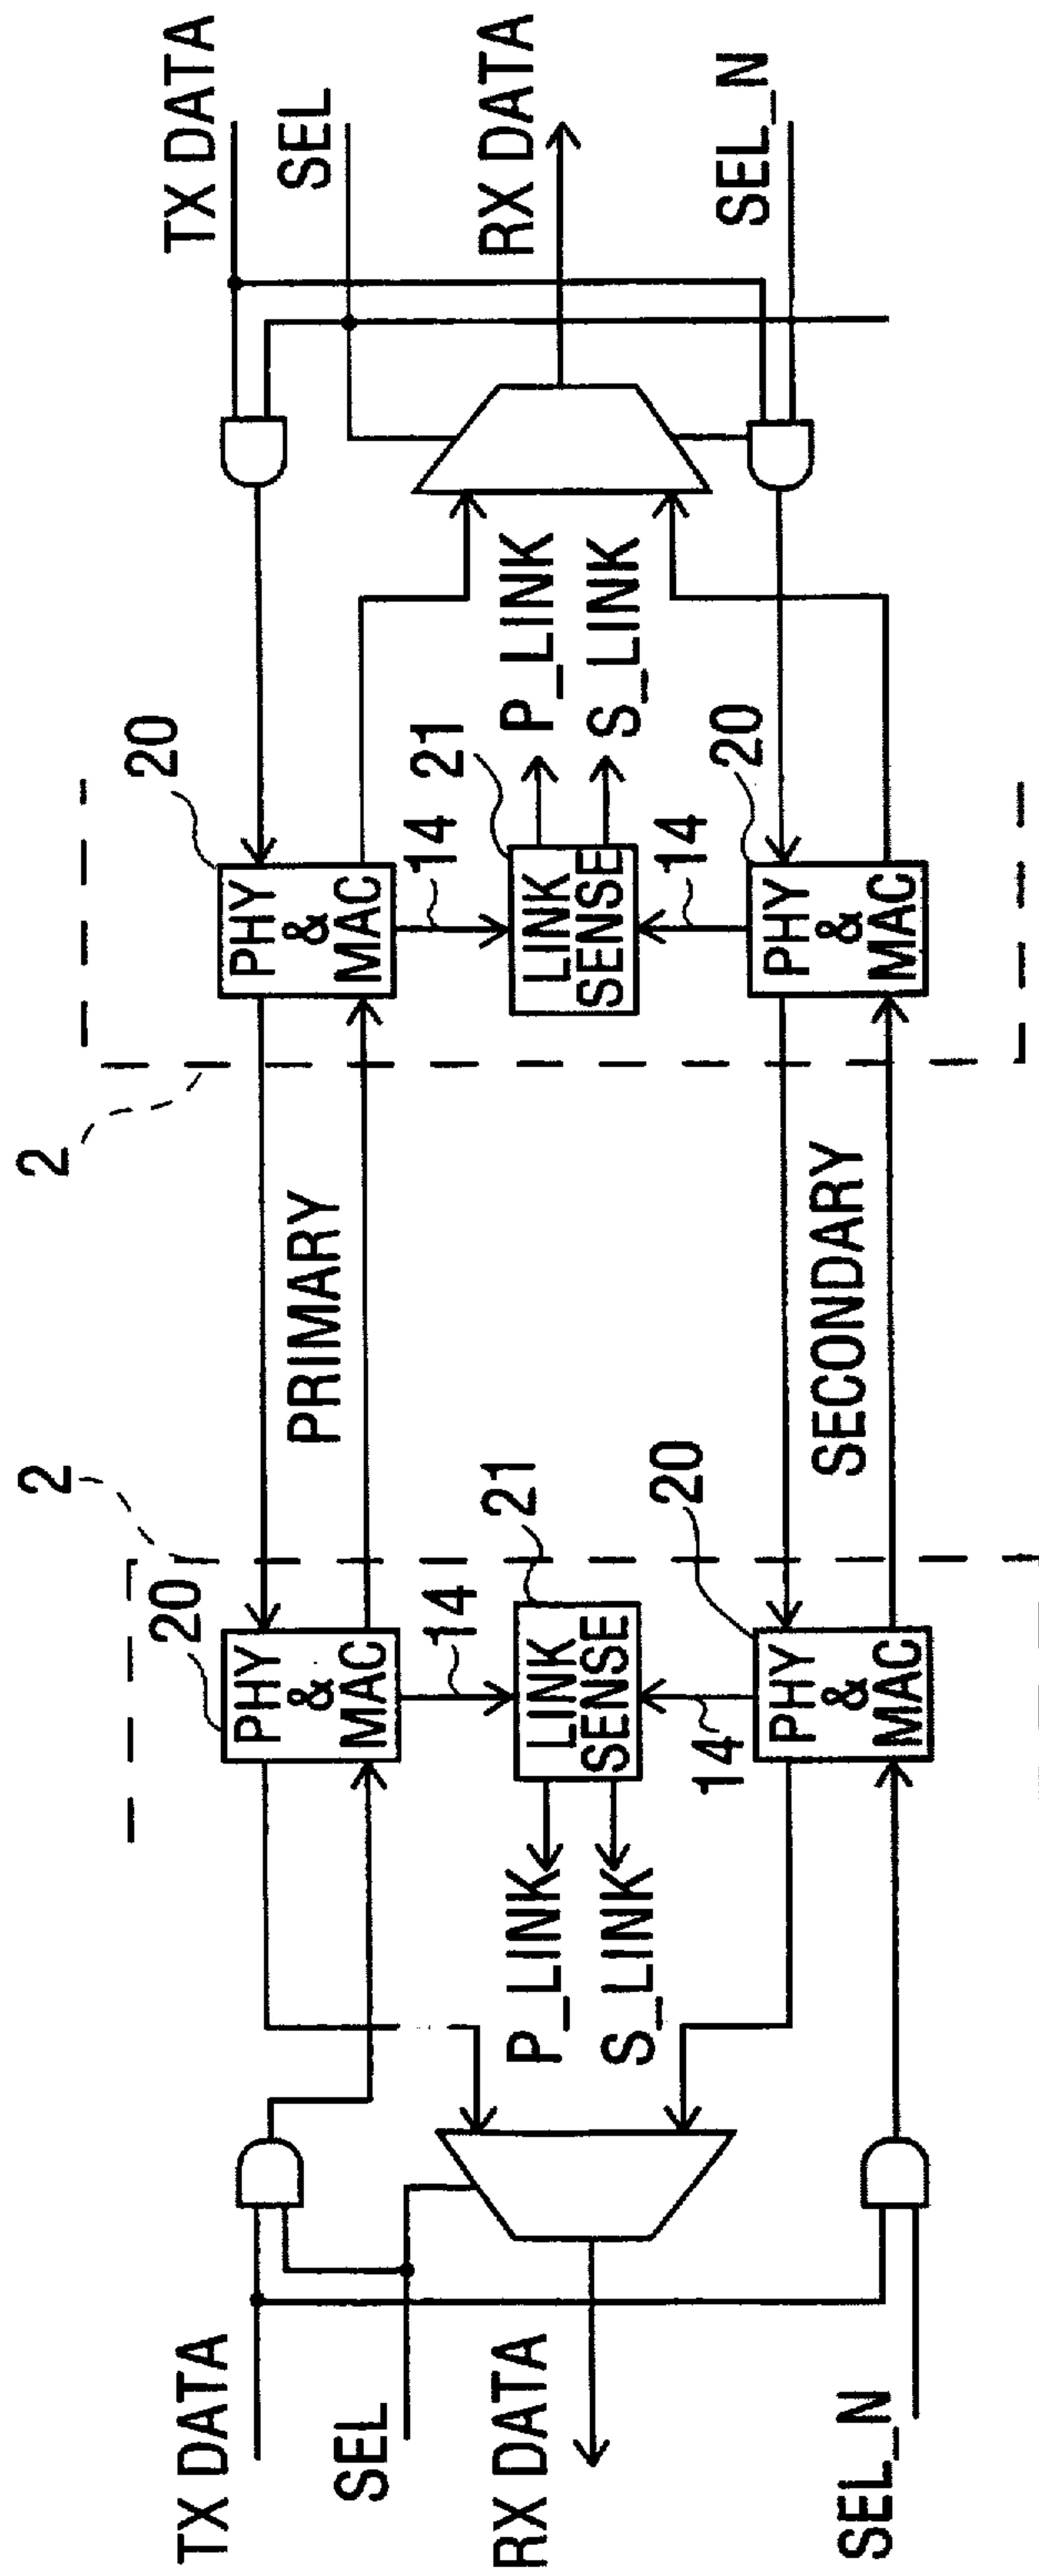 TX DATA
SEL
RX DATA
SEL_N
20
PHY
&
MAC
14
21
LINK
SENSE
P_LINK
S_LINK
14
20
PHY
&
MAC
2
2
PRIMARY
SECONDARY
20
PHY
&
MAC
14
21
LINK
SENSE
P_LINK
S_LINK
14
20
PHY
&
MAC
TX DATA
SEL
RX DATA
SEL_N